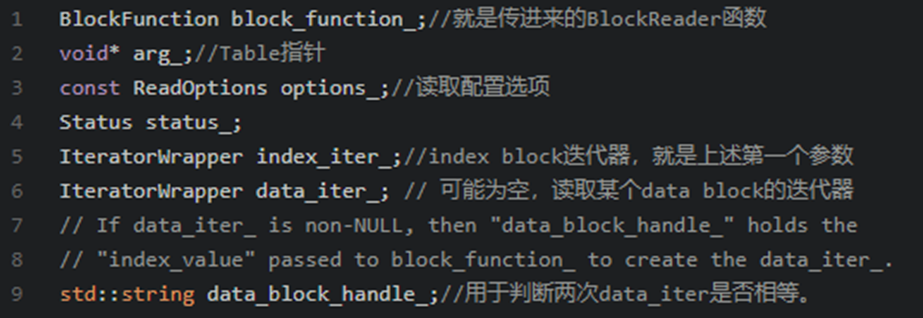 1 BlockFunction block_function_;//就是传进来的BlockReader函数
2 void* arg_;//Table指针
3 const ReadOptions options_;//读取配置选项
4 Status status_;
5 IteratorWrapper index_iter_;//index block迭代器，就是上述第一个参数
6 IteratorWrapper data_iter_; // 可能为空，读取某个data block的迭代器
7 // If data_iter_ is non-NULL, then "data_block_handle_" holds the
8 // "index_value" passed to block_function_ to create the data_iter_.
9 std::string data_block_handle_;//用于判断两次data_iter是否相等。